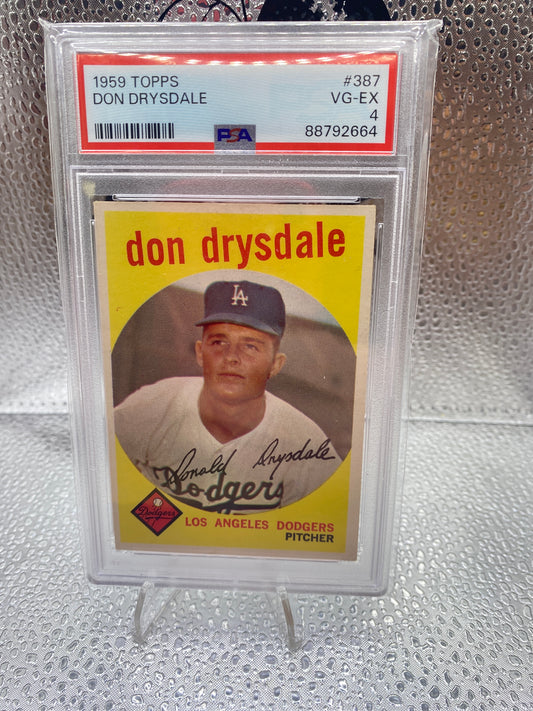 1959 TOPPS #387
DON DRYSDALE VG-EX
4
PSA 88792664
don drysdale
LA
Donald Drysdale
Dodgers
Dodgers
LOS ANGELES DODGERS
PITCHER